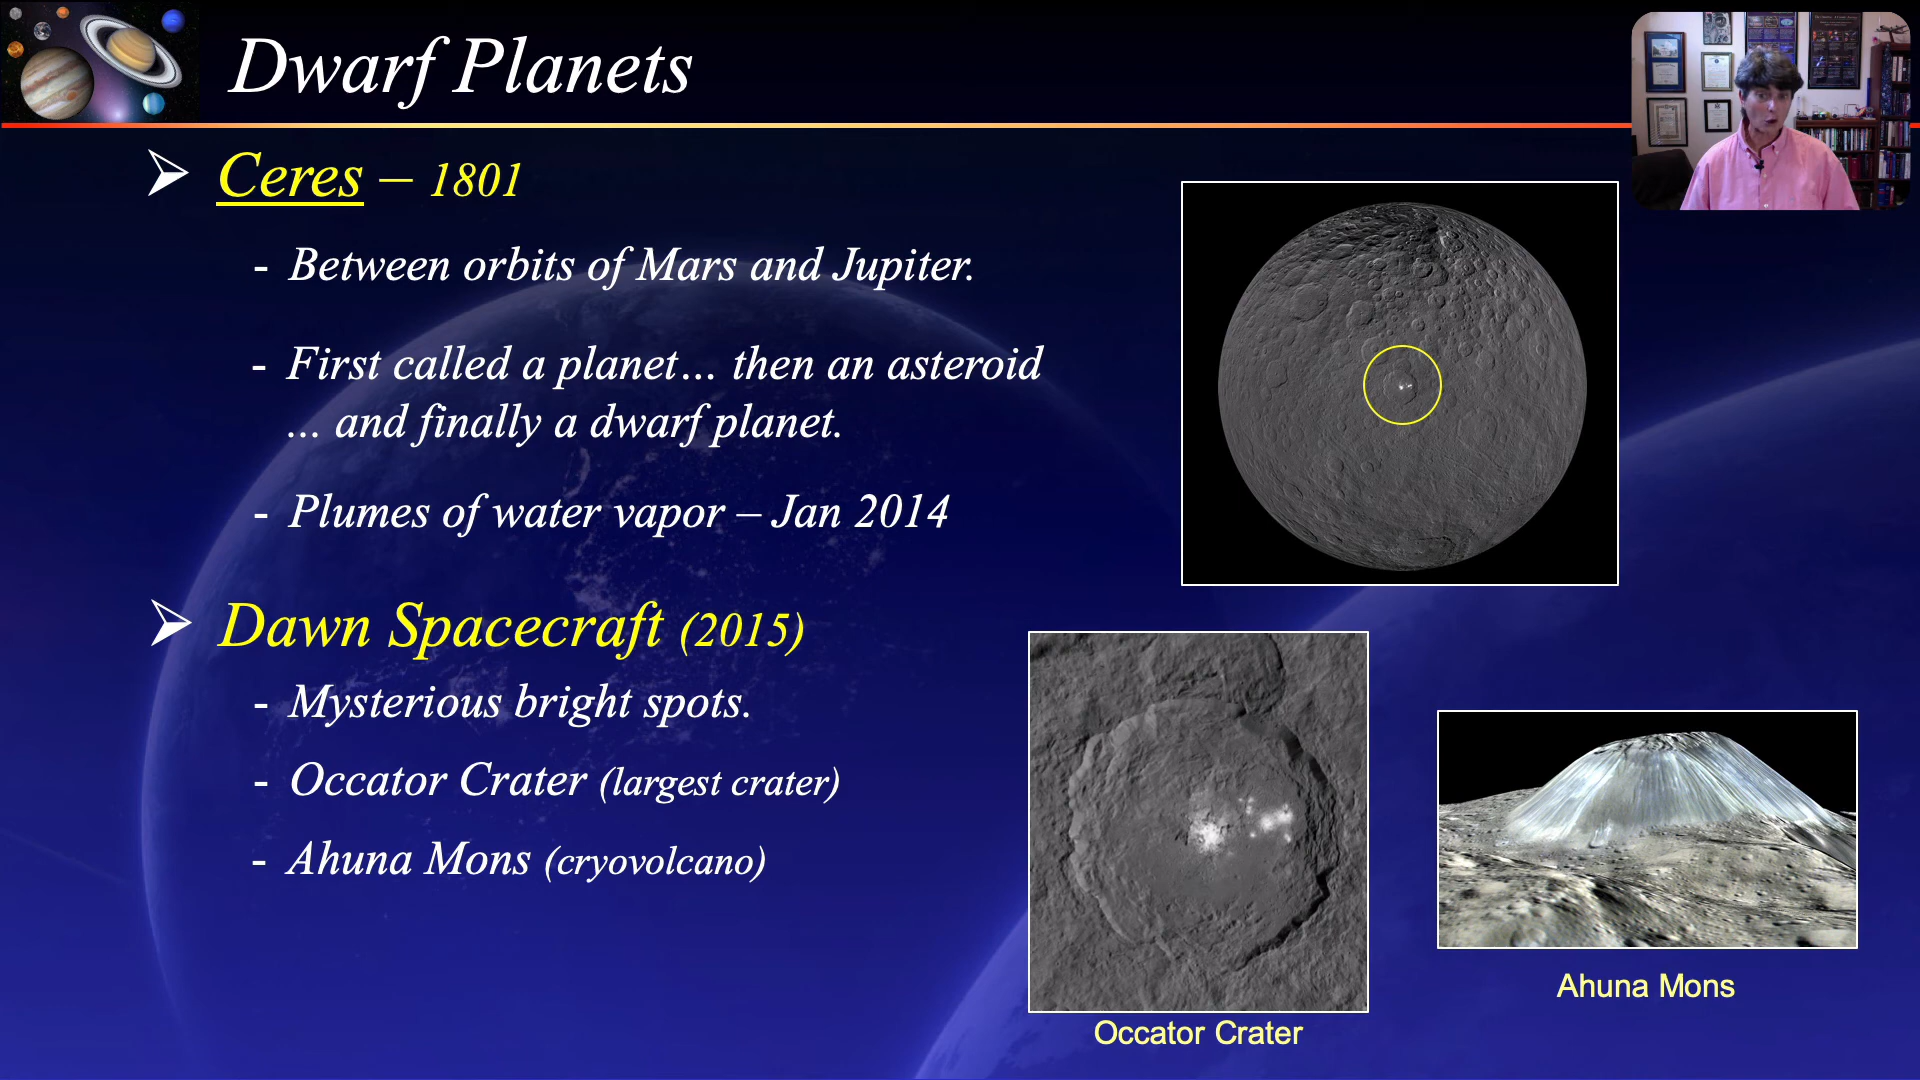 Dwarf Planets
➢ Ceres – 1801
- Between orbits of Mars and Jupiter.
- First called a planet… then an asteroid
… and finally a dwarf planet.
- Plumes of water vapor – Jan 2014
➢ Dawn Spacecraft (2015)
- Mysterious bright spots.
- Occator Crater (largest crater)
- Ahuna Mons (cryovolcano)
Ahuna Mons
Occator Crater